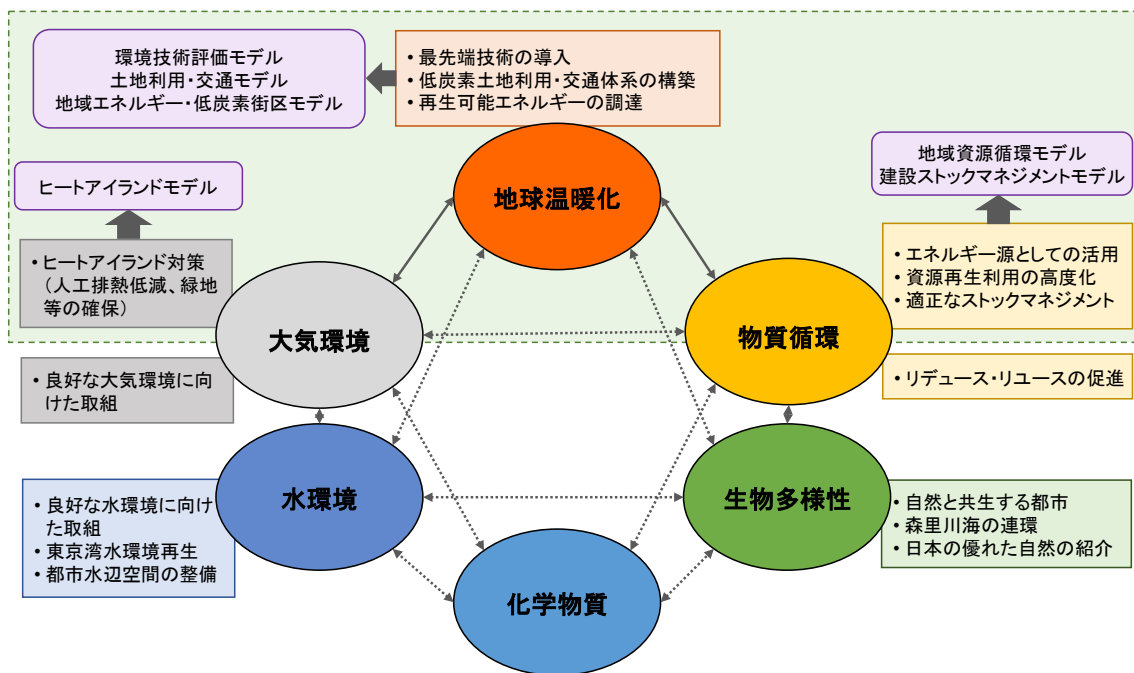 環境技術評価モデル
土地利用・交通モデル
地域エネルギー・低炭素街区モデル
• 最先端技術の導入
• 低炭素土地利用・交通体系の構築
• 再生可能エネルギーの調達
地域資源循環モデル
建設ストックマネジメントモデル
ヒートアイランドモデル
地球温暖化
• ヒートアイランド対策
（人工排熱低減、緑地
等の確保）
• エネルギー源としての活用
• 資源再生利用の高度化
• 適正なストックマネジメント
大気環境
物質循環
• 良好な大気環境に向
けた取組
• リデュース・リユースの促進
水環境
生物多様性
• 良好な水環境に向け
た取組
• 東京湾水環境再生
• 都市水辺空間の整備
• 自然と共生する都市
• 森里川海の連環
• 日本の優れた自然の紹介
化学物質